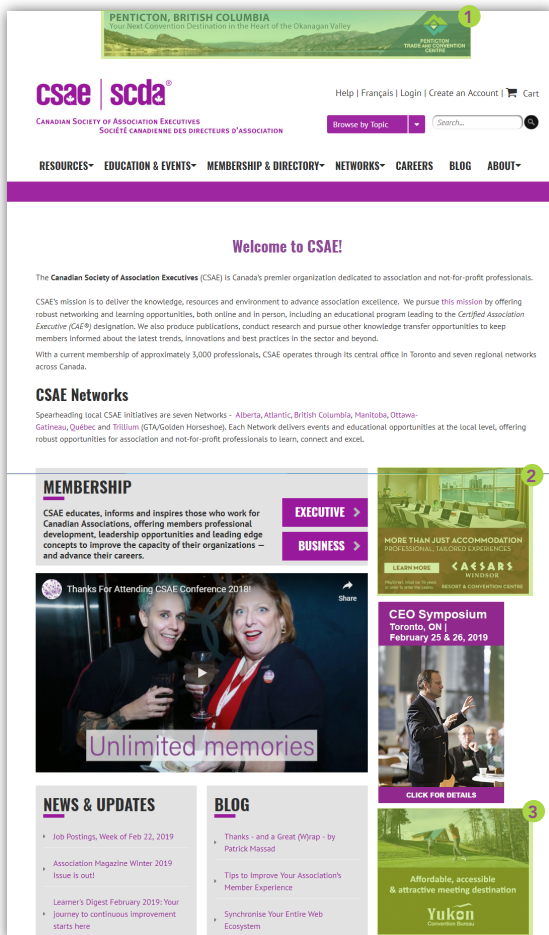 PENTICTON, BRITISH COLUMBIA
Your Next Convention Destination in the Heart of the Okanagan Valley
PENTICTON
TRADE AND CONVENTION
CENTRE
1
csae | scda®
CANADIAN SOCIETY OF ASSOCIATION EXECUTIVES
SOCIÉTÉ CANADIENNE DES DIRECTEURS D'ASSOCIATION
Help | Français | Login | Create an Account | Cart
Browse by Topic
Search...
RESOURCES EDUCATION & EVENTS MEMBERSHIP & DIRECTORY NETWORKS CAREERS BLOG ABOUT
Welcome to CSAE!
The Canadian Society of Association Executives (CSAE) is Canada's premier organization dedicated to association and not-for-profit professionals.
CSAE's mission is to deliver the knowledge, resources and environment to advance association excellence. We pursue this mission by offering
robust networking and learning opportunities, both online and in person, including an educational program leading to the Certified Association
Executive (CAE®) designation. We also produce publications, conduct research and pursue other knowledge transfer opportunities to keep
members informed about the latest trends, innovations and best practices in the sector and beyond.
With a current membership of approximately 3,000 professionals, CSAE operates through its central office in Toronto and seven regional networks
across Canada.
CSAE Networks
Spearheading local CSAE initiatives are seven Networks - Alberta, Atlantic, British Columbia, Manitoba, Ottawa-
Gatineau, Québec and Trillium (GTA/Golden Horseshoe). Each Network delivers events and educational opportunities at the local level, offering
robust opportunities for association and not-for-profit professionals to learn, connect and excel.
MEMBERSHIP
CSAE educates, informs and inspires those who work for
Canadian Associations, offering members professional
development, leadership opportunities and leading edge
concepts to improve the capacity of their organizations —
and advance their careers.
EXECUTIVE
BUSINESS
2
MORE THAN JUST ACCOMMODATION
PROFESSIONAL, TAILORED EXPERIENCES
LEARN MORE
CAESARS
WINDSOR
RESORT & CONVENTION CENTRE
Thanks For Attending CSAE Conference 2018!
Share
Unlimited memories
CEO Symposium
Toronto, ON |
February 25 & 26, 2019
CLICK FOR DETAILS
NEWS & UPDATES
Job Postings, Week of Feb 22, 2019
Association Magazine Winter 2019
Issue is out!
Learner's Digest February 2019: Your
journey to continuous improvement
starts here
BLOG
Thanks - and a Great (W)rap - by
Patrick Massad
Tips to Improve Your Association's
Member Experience
Synchronise Your Entire Web
Ecosystem
3
Affordable, accessible
& attractive meeting destination
Yukon
Convention Bureau